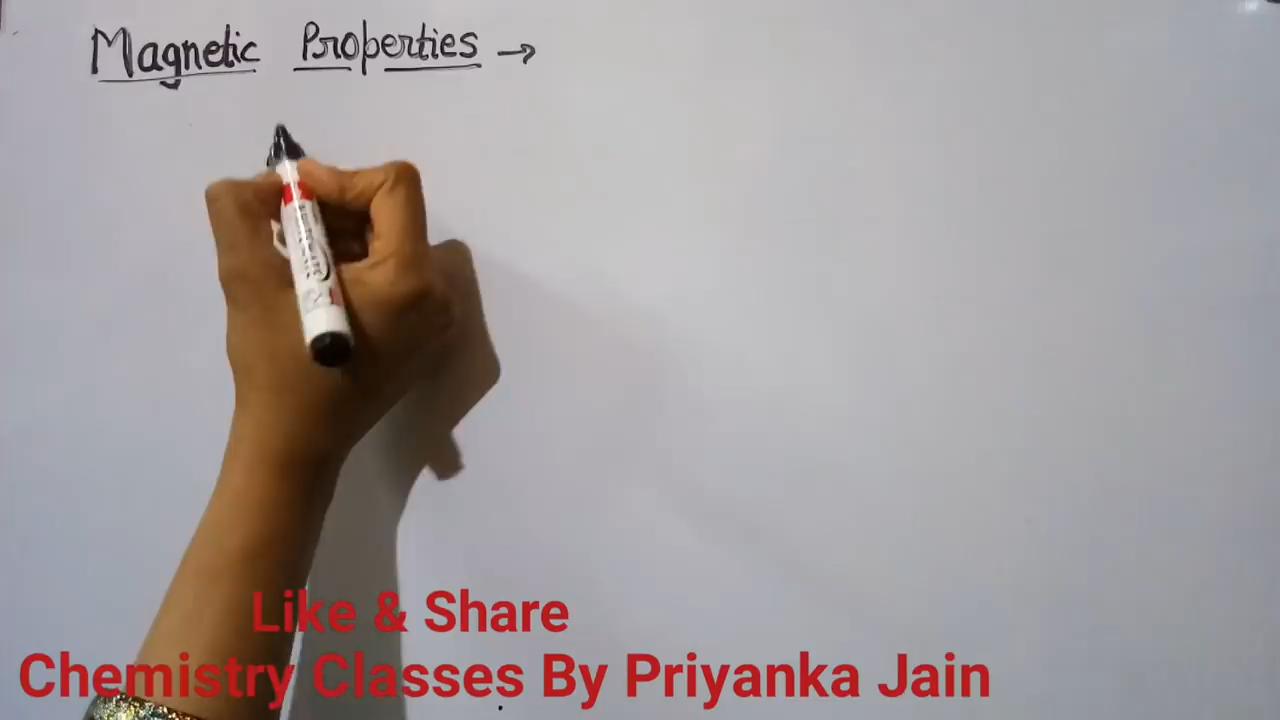 Magnetic Properties →
Like & Share
Chemistry Classes By Priyanka Jain